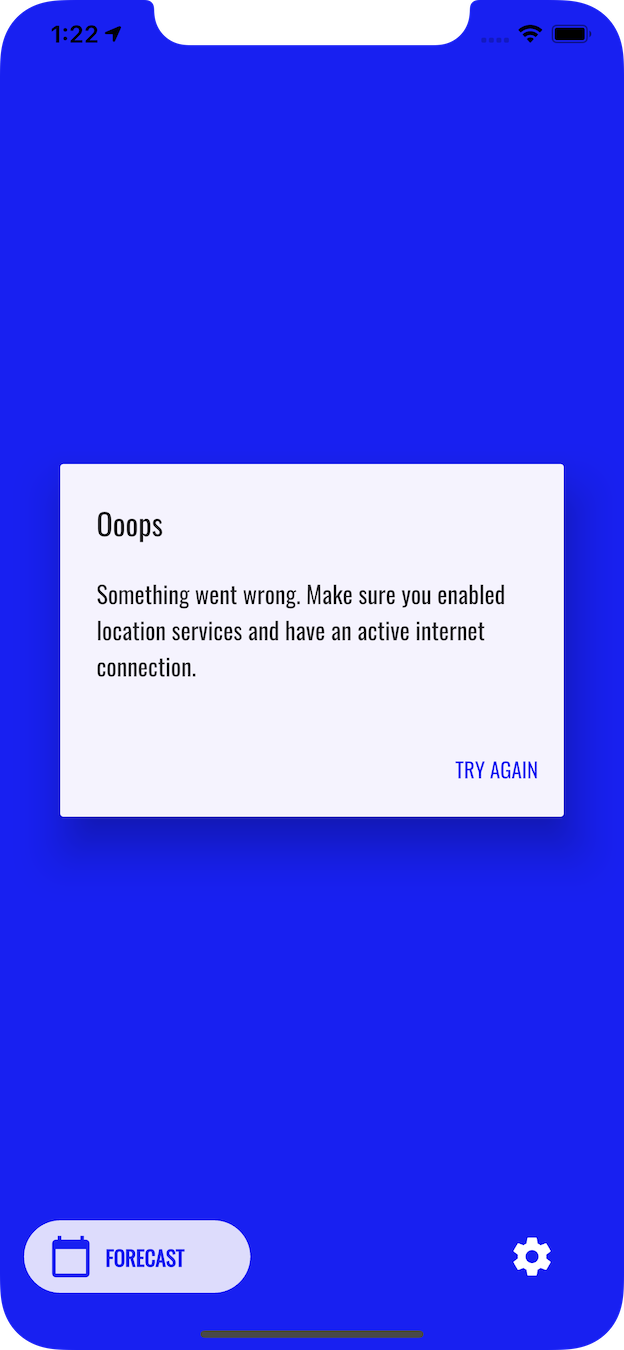 1:22
Ooops
Something went wrong. Make sure you enabled
location services and have an active internet
connection.
TRY AGAIN
FORECAST